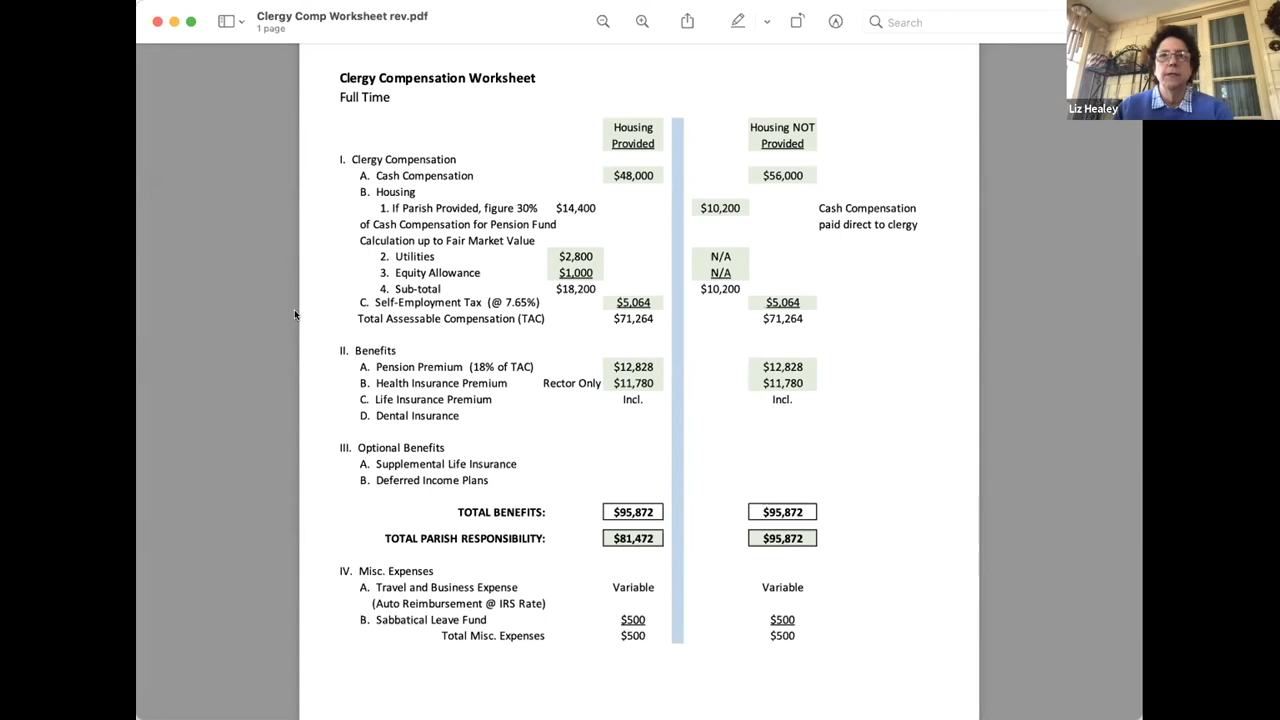 Clergy Comp Worksheet rev.pdf
1 page
Search
Liz Healey
Clergy Compensation Worksheet
Full Time
Housing Housing NOT
Provided Provided
I. Clergy Compensation
A. Cash Compensation $48,000 $56,000
B. Housing
1. If Parish Provided, figure 30% $14,400 $10,200 Cash Compensation
of Cash Compensation for Pension Fund paid direct to clergy
Calculation up to Fair Market Value
2. Utilities $2,800 N/A
3. Equity Allowance $1,000 N/A
4. Sub-total $18,200 $10,200
C. Self-Employment Tax (@ 7.65%) $5,064 $5,064
Total Assessable Compensation (TAC) $71,264 $71,264
II. Benefits
A. Pension Premium (18% of TAC) $12,828 $12,828
B. Health Insurance Premium Rector Only $11,780 $11,780
C. Life Insurance Premium Incl. Incl.
D. Dental Insurance
III. Optional Benefits
A. Supplemental Life Insurance
B. Deferred Income Plans
TOTAL BENEFITS: $95,872 $95,872
TOTAL PARISH RESPONSIBILITY: $81,472 $95,872
IV. Misc. Expenses
A. Travel and Business Expense Variable Variable
(Auto Reimbursement @ IRS Rate)
B. Sabbatical Leave Fund $500 $500
Total Misc. Expenses $500 $500